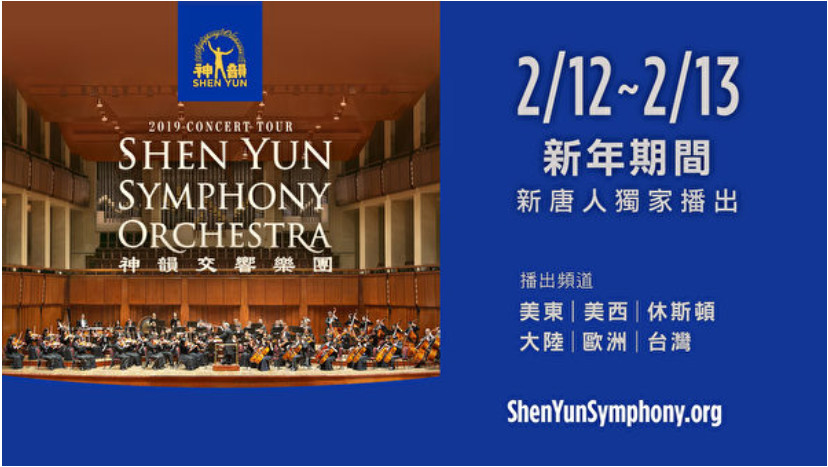 神韻
SHEN YUN
2019 CONCERT TOUR
SHEN YUN
SYMPHONY
ORCHESTRA
神韻交響樂團
2/12~2/13
新年期間
新唐人獨家播出
播出頻道
美東|美西|休斯頓
大陸|歐洲|台灣
ShenYunSymphony.org